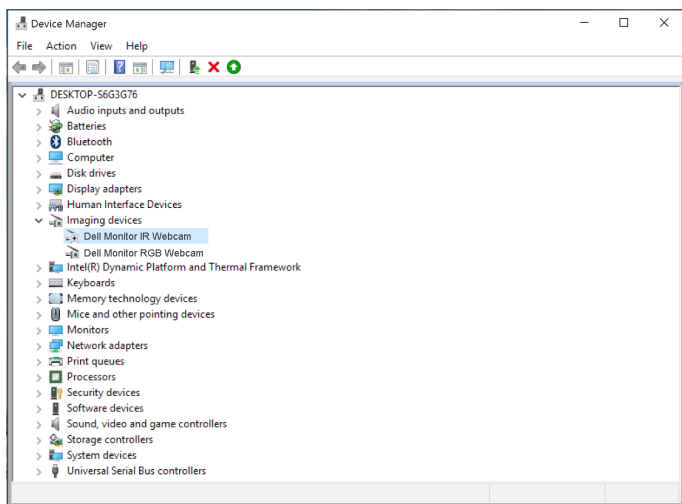 Device Manager
File Action View Help
DESKTOP-S6G3G76
Audio inputs and outputs
Batteries
Bluetooth
Computer
Disk drives
Display adapters
Human Interface Devices
Imaging devices
Dell Monitor IR Webcam
Dell Monitor RGB Webcam
Intel(R) Dynamic Platform and Thermal Framework
Keyboards
Memory technology devices
Mice and other pointing devices
Monitors
Network adapters
Print queues
Processors
Security devices
Software devices
Sound, video and game controllers
Storage controllers
System devices
Universal Serial Bus controllers